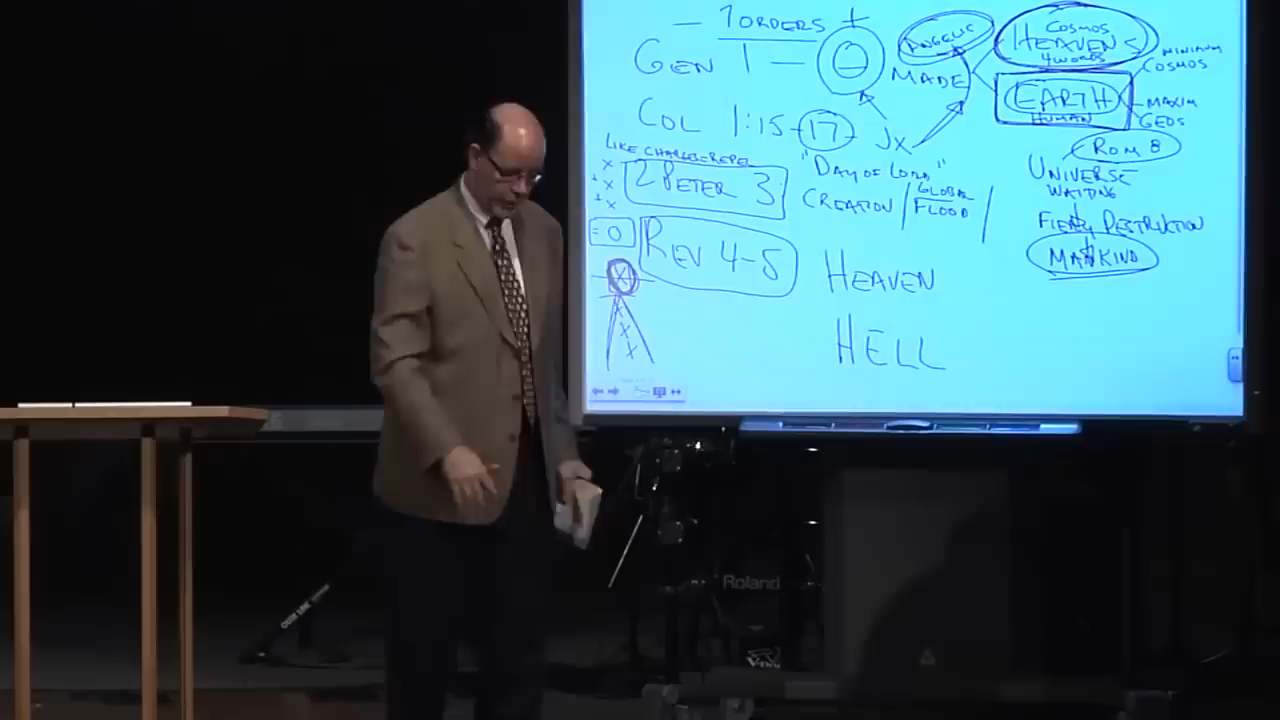 — 7 ORDERS +
GEN 1 —
ANGELIC
MADE
COSMOS
HEAVENS
4 WORDS
MINIMUM
COSMOS
EARTH
HUMAN
MAXIM
GEOS
COL 1:15-17
JX
ROM 8
LIKE CHARGE REPEL
2 PETER 3
"DAY OF LORD"
CREATION / GLOBAL FLOOD /
UNIVERSE
WAITING
FIERY DESTRUCTION
MANKIND
= 0
REV 4-5
HEAVEN
HELL
Roland